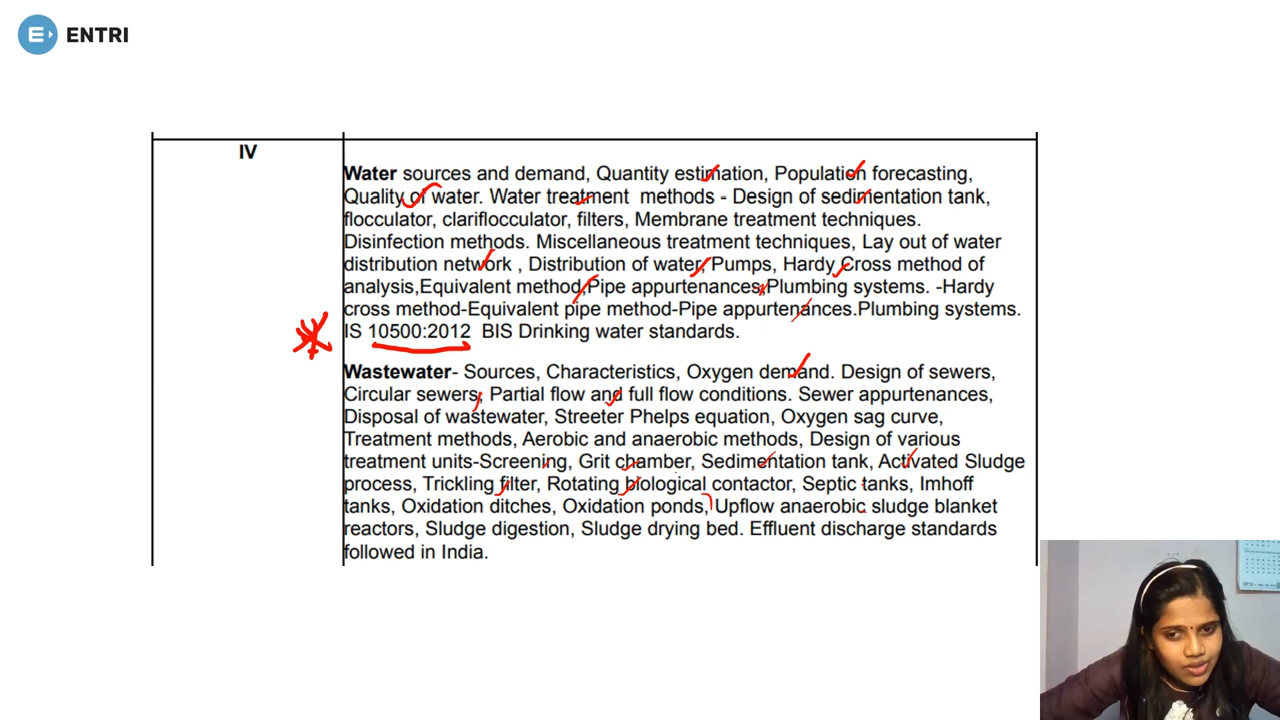 E ENTRI
IV
Water sources and demand, Quantity estimation, Population forecasting,
Quality of water. Water treatment methods - Design of sedimentation tank,
flocculator, clariflocculator, filters, Membrane treatment techniques.
Disinfection methods. Miscellaneous treatment techniques, Lay out of water
distribution network , Distribution of water, Pumps, Hardy Cross method of
analysis,Equivalent method,Pipe appurtenances,Plumbing systems. -Hardy
cross method-Equivalent pipe method-Pipe appurtenances.Plumbing systems.
IS 10500:2012 BIS Drinking water standards.
Wastewater- Sources, Characteristics, Oxygen demand. Design of sewers,
Circular sewers, Partial flow and full flow conditions. Sewer appurtenances,
Disposal of wastewater, Streeter Phelps equation, Oxygen sag curve,
Treatment methods, Aerobic and anaerobic methods, Design of various
treatment units-Screening, Grit chamber, Sedimentation tank, Activated Sludge
process, Trickling filter, Rotating biological contactor, Septic tanks, Imhoff
tanks, Oxidation ditches, Oxidation ponds, Upflow anaerobic sludge blanket
reactors, Sludge digestion, Sludge drying bed. Effluent discharge standards
followed in India.